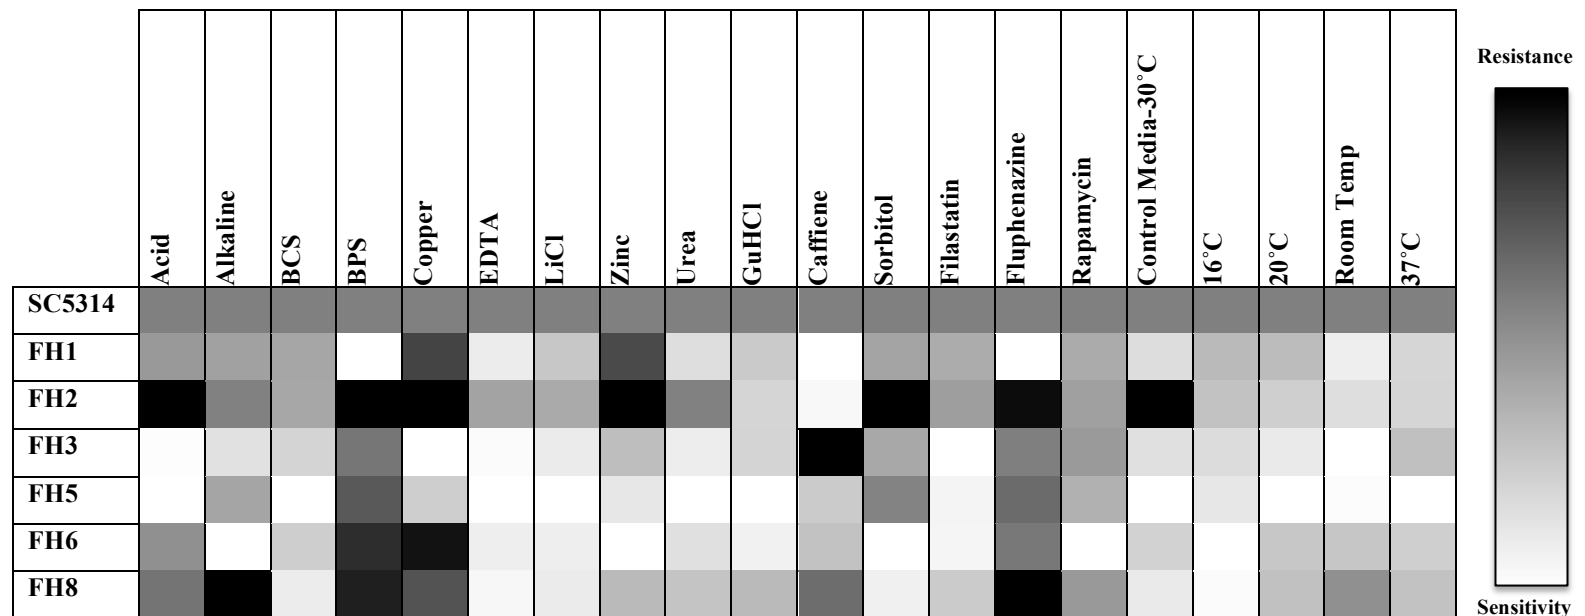 Resistance
Acid
Alkaline
BCS
BPS
Copper
EDTA
LiCl
Zinc
Urea
GuHCl
Caffiene
Sorbitol
Filastatin
Fluphenazine
Rapamycin
Control Media-30˚C
16˚C
20˚C
Room Temp
37˚C
SC5314
FH1
FH2
FH3
FH5
FH6
FH8
Sensitivity